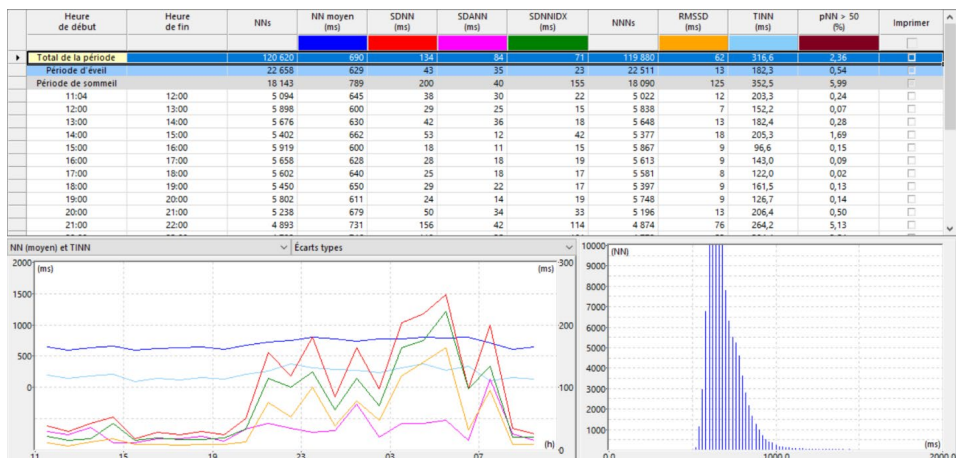 Heure de début Heure de fin NNs NN moyen (ms) SDNN (ms) SDANN (ms) SDNNIDX (ms) NNNs RMSSD (ms) TINN (ms) pNN > 50 (%) Imprimer
Total de la période 120 620 690 134 84 71 119 880 62 316,6 2,36
Période d'éveil 22 658 629 43 35 23 22 511 13 182,3 0,54
Période de sommeil 18 143 789 200 40 155 18 090 125 352,5 5,99
11:04 12:00 5 094 645 38 30 22 5 022 12 203,3 0,24
12:00 13:00 5 898 600 29 25 15 5 838 7 152,2 0,07
13:00 14:00 5 676 630 42 36 18 5 648 13 182,4 0,28
14:00 15:00 5 402 662 53 12 42 5 377 18 205,3 1,69
15:00 16:00 5 919 600 18 11 15 5 867 9 96,6 0,15
16:00 17:00 5 658 628 28 18 19 5 613 9 143,0 0,09
17:00 18:00 5 602 640 25 18 17 5 581 8 122,0 0,02
18:00 19:00 5 450 650 29 22 17 5 397 9 161,5 0,13
19:00 20:00 5 802 611 24 14 19 5 748 9 126,7 0,14
20:00 21:00 5 238 679 50 34 33 5 196 13 206,4 0,50
21:00 22:00 4 893 731 156 42 114 4 874 76 264,2 5,13
NN (moyen) et TINN Écarts types
2000 (ms) (ms) 300
1500
1000 200
500
0 100
(h) 0
11 15 19 23 03 07
10000 (NN)
9000
8000
7000
6000
5000
4000
3000
2000
1000
(ms)
0.0 1000.0 2000.0